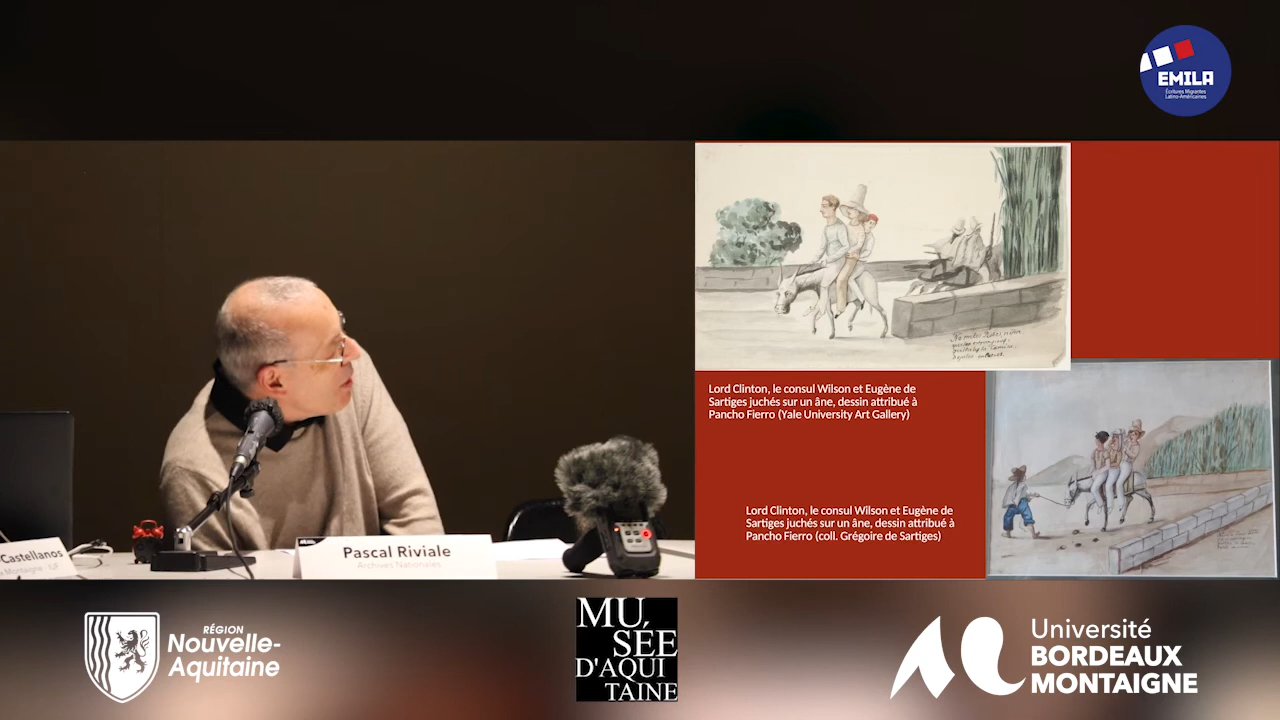 EMILA
Écritures Migrantes
Latino-Américaines
Lord Clinton, le consul Wilson et Eugène de
Sartiges juchés sur un âne, dessin attribué à
Pancho Fierro (Yale University Art Gallery)
Lord Clinton, le consul Wilson et Eugène de
Sartiges juchés sur un âne, dessin attribué à
Pancho Fierro (coll. Grégoire de Sartiges)
Castellanos
Montaigne
Pascal Riviale
Archives Nationales
RÉGION
Nouvelle-
Aquitaine
MU
SÉE
D'AQUI
TAINE
Université
BORDEAUX
MONTAIGNE